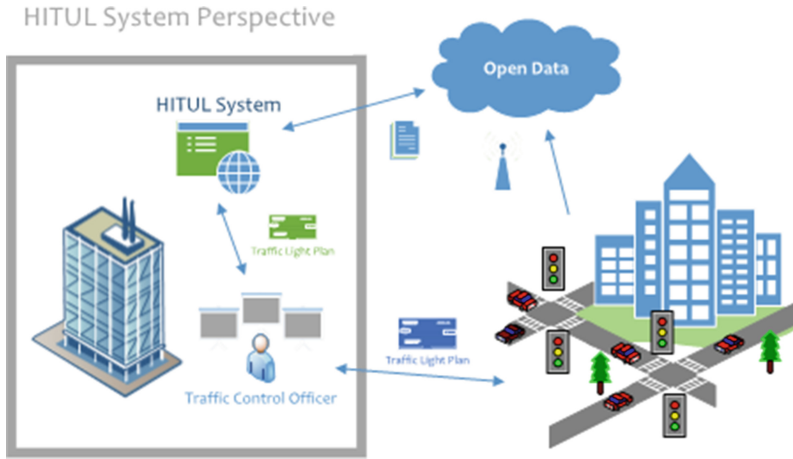 HITUL System Perspective
Open Data
HITUL System
Traffic Light Plan
Traffic Light Plan
Traffic Control Officer